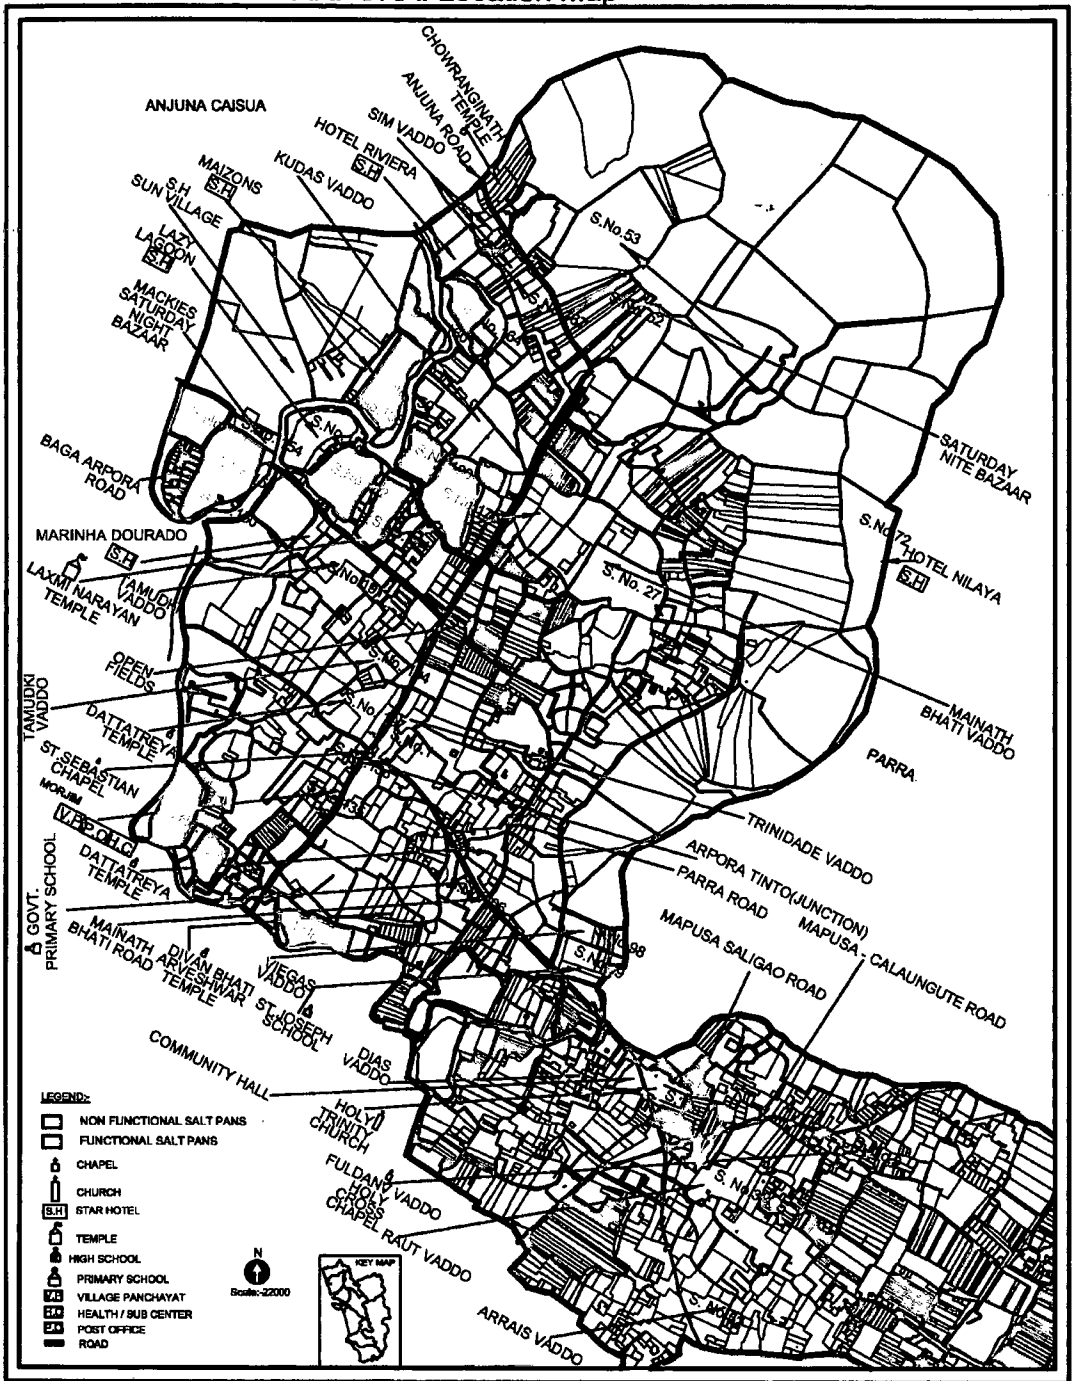 Location Map
ANJUNA CAISUA
CHOWRANGINATH
TEMPLE
ANJUNA ROAD
SIM VADDO
HOTEL RIVIERA
S.H
KUDAS VADDO
MAIZONS
S.H
S.H
SUN VILLAGE
LAZY
LAGOON
S.H
MACKIES
SATURDAY
NIGHT
BAZAAR
S.No.53
BAGA ARPORA
ROAD
SATURDAY
NITE BAZAAR
S.No.72
HOTEL NILAYA
S.H
MARINHA DOURADO
S.H
LAXMI NARAYAN
TEMPLE
TAMUDKI
VADDO
S. No. 27
OPEN
FIELDS
TAMUDKI
VADDO
DATTATREYA
TEMPLE
MAINATH
BHATI VADDO
PARRA
ST SEBASTIAN
CHAPEL
MORJIM
V.P P.O H.C
DATTATREYA
TEMPLE
GOVT.
PRIMARY SCHOOL
TRINIDADE VADDO
ARPORA TINTO(JUNCTION)
PARRA ROAD
MAPUSA - CALAUNGUTE ROAD
MAPUSA SALIGAO ROAD
MAINATH
BHATI ROAD
DIVAN BHATI
ARVESHWAR
TEMPLE
VIEGAS
VADDO
ST JOSEPH
SCHOOL
COMMUNITY HALL
DIAS
VADDO
HOLY
TRINITY
CHURCH
FULDANO VADDO
HOLY
CROSS
CHAPEL
RAUT VADDO
ARRAIS VADDO
LEGEND:-
NON FUNCTIONAL SALT PANS
FUNCTIONAL SALT PANS
CHAPEL
CHURCH
S.H STAR HOTEL
TEMPLE
HIGH SCHOOL
PRIMARY SCHOOL
VILLAGE PANCHAYAT
HEALTH / SUB CENTER
POST OFFICE
ROAD
N
Scale:-22000
KEY MAP